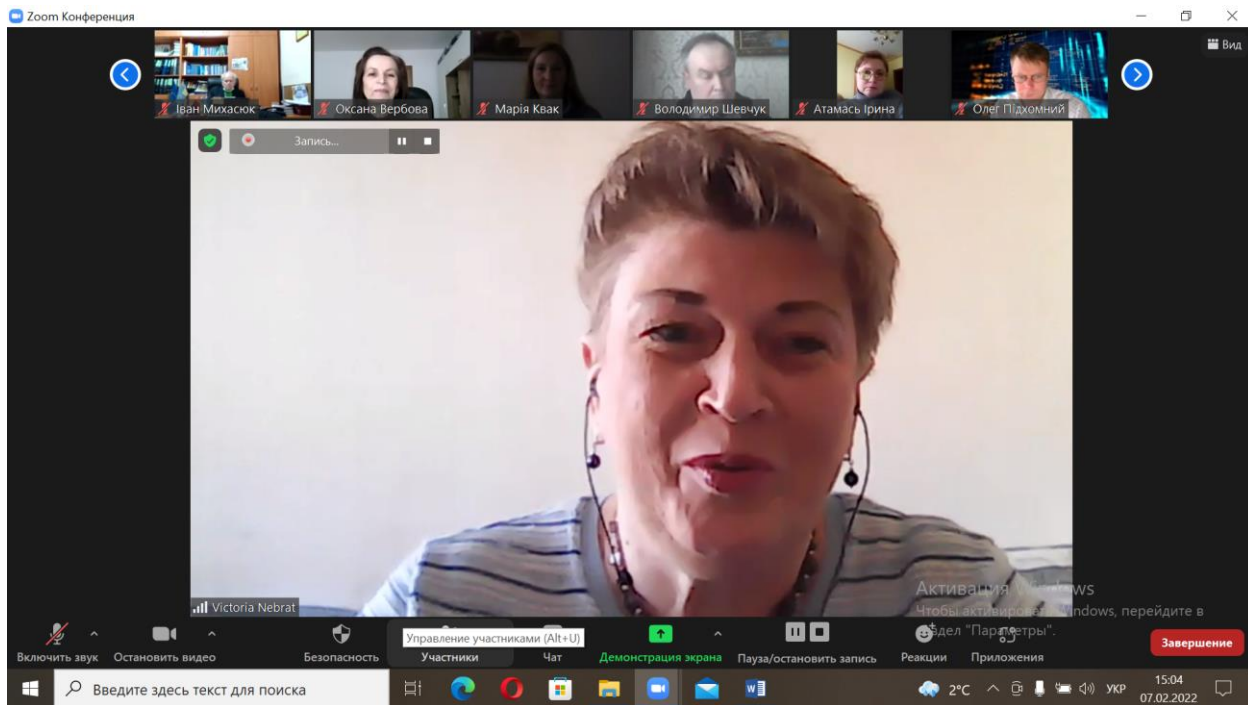 Zoom Конференция
Вид
Іван Михасюк
Оксана Вербова
Марія Квак
Володимир Шевчук
Атамась Ірина
Олег Підхомний
Запись...
Victoria Nebrat
Активация Windows
Чтобы активировать Windows, перейдите в
раздел "Параметры".
Управление участниками (Alt+U)
Включить звук
Остановить видео
Безопасность
Участники
Чат
Демонстрация экрана
Пауза/остановить запись
Реакции
Приложения
Завершение
Введите здесь текст для поиска
2°C
УКР
15:04
07.02.2022